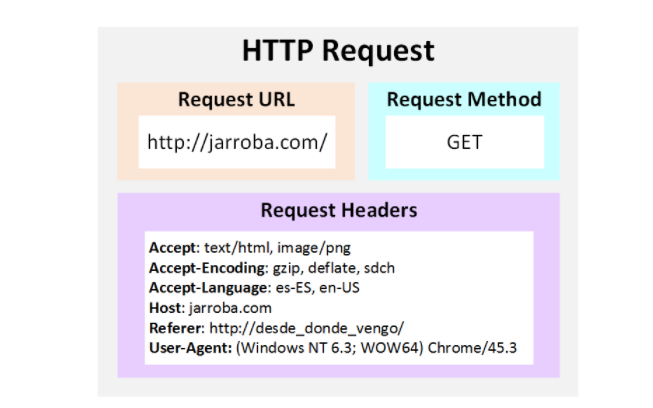 HTTP Request
Request URL
http://jarroba.com/
Request Method
GET
Request Headers
Accept: text/html, image/png
Accept-Encoding: gzip, deflate, sdch
Accept-Language: es-ES, en-US
Host: jarroba.com
Referer: http://desde_donde_vengo/
User-Agent: (Windows NT 6.3; WOW64) Chrome/45.3